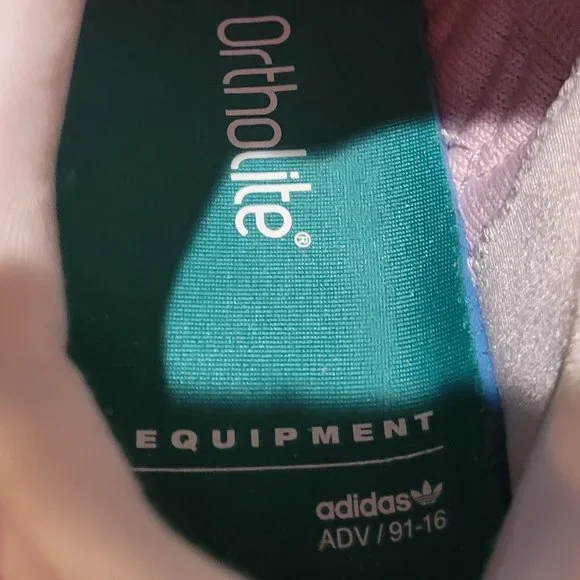 Ortholite®
EQUIPMENT
adidas
ADV / 91-16